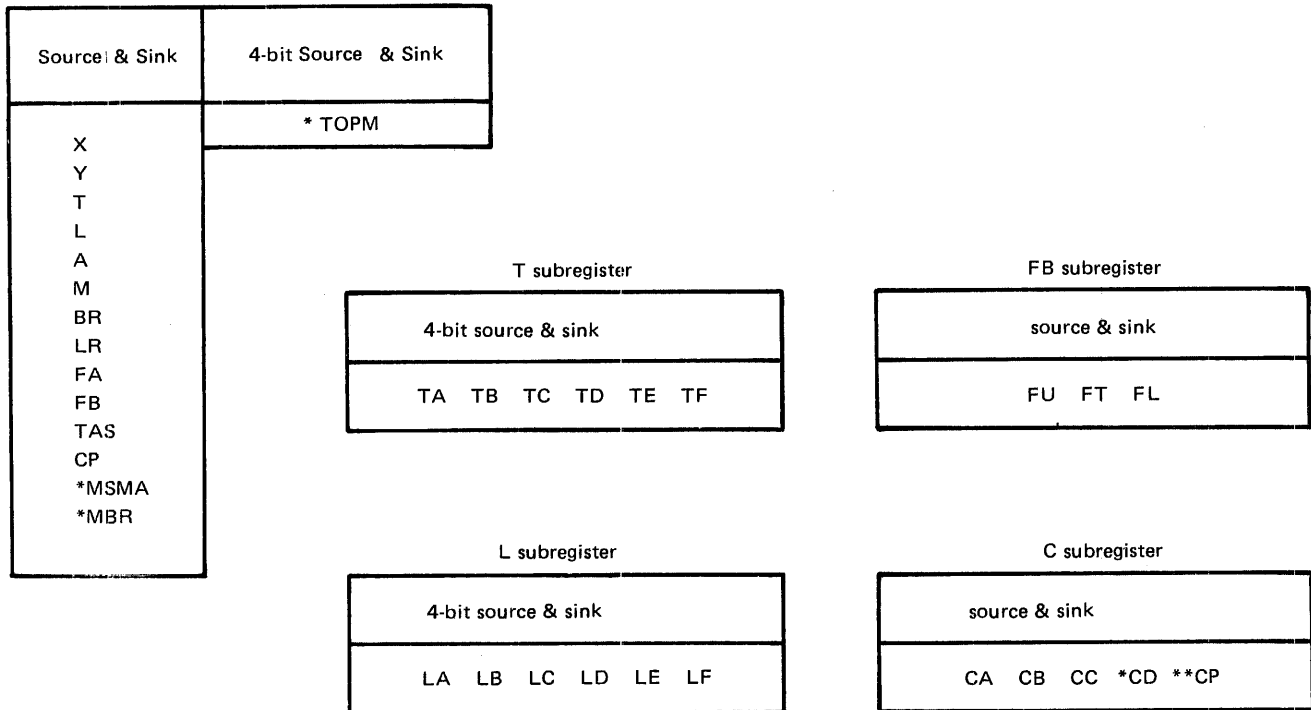 Source & Sink
4-bit Source & Sink
* TOPM
X
Y
T
L
A
M
BR
LR
FA
FB
TAS
CP
*MSMA
*MBR
T subregister
4-bit source & sink
TA TB TC TD TE TF
FB subregister
source & sink
FU FT FL
L subregister
4-bit source & sink
LA LB LC LD LE LF
C subregister
source & sink
CA CB CC *CD **CP